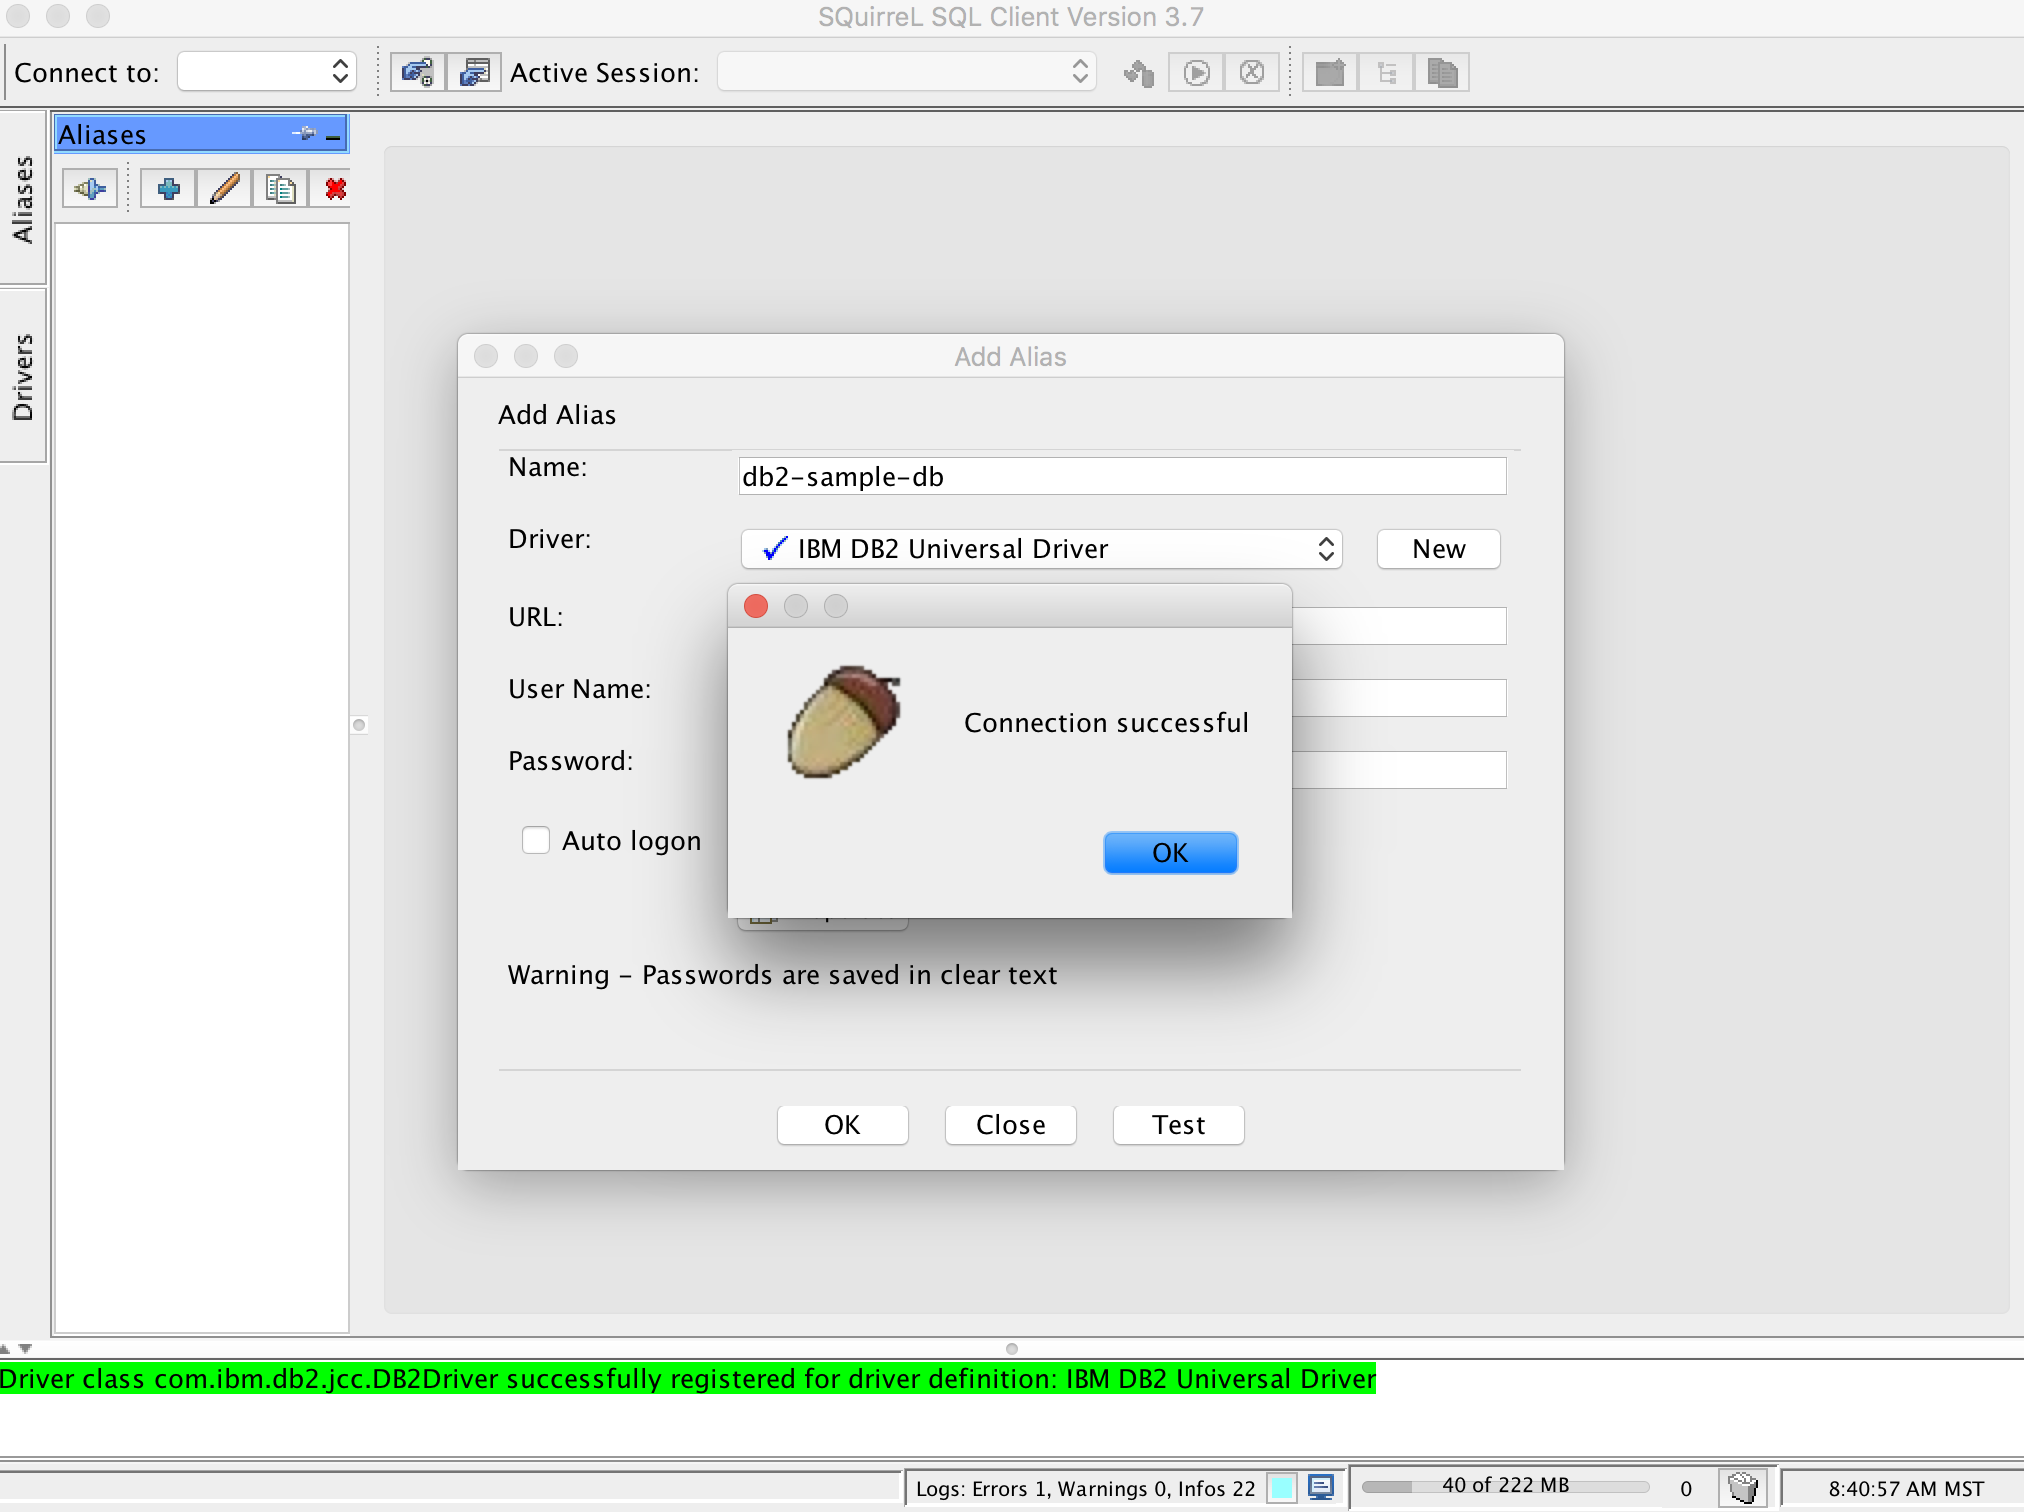 SQuirreL SQL Client Version 3.7
Connect to:
Active Session:
Aliases
Aliases
Drivers
Add Alias
Add Alias
Name:
db2-sample-db
Driver:
IBM DB2 Universal Driver
New
URL:
User Name:
Connection successful
Password:
Auto logon
OK
Warning - Passwords are saved in clear text
OK
Close
Test
Driver class com.ibm.db2.jcc.DB2Driver successfully registered for driver definition: IBM DB2 Universal Driver
Logs: Errors 1, Warnings 0, Infos 22
40 of 222 MB
0
8:40:57 AM MST